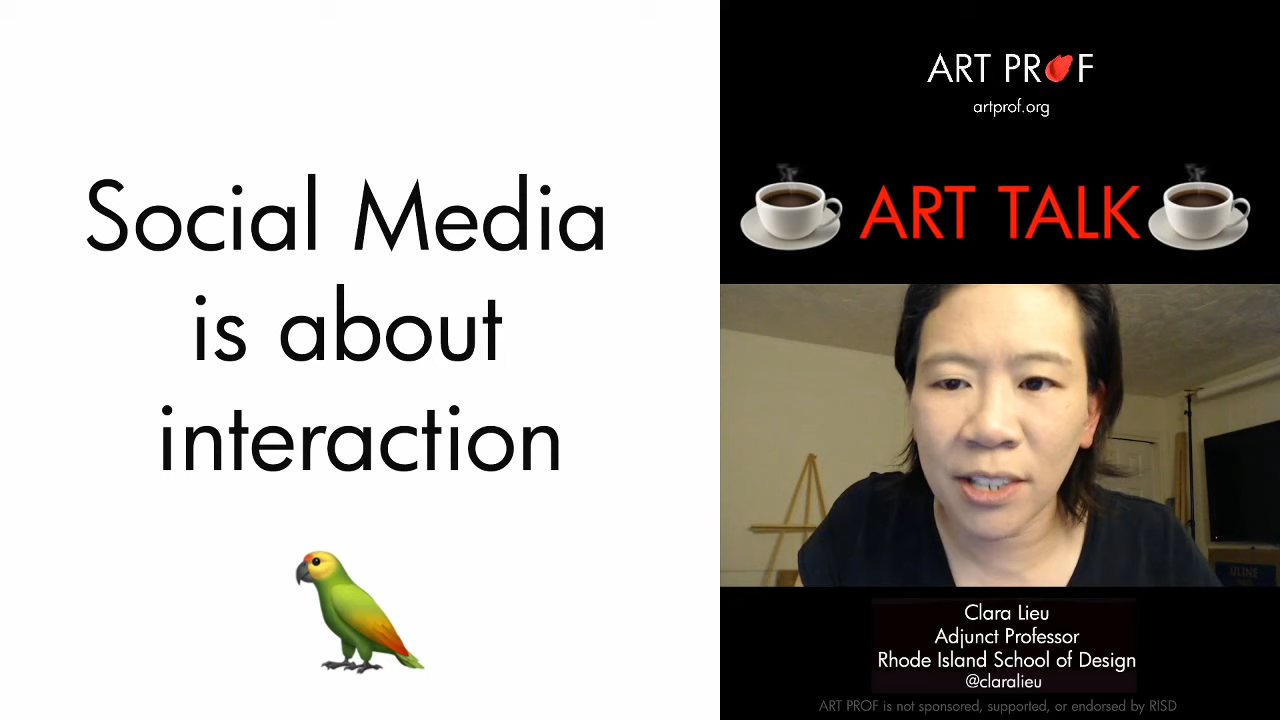 Social Media
is about
interaction
ART PROF
artprof.org
ART TALK
ULINE
Clara Lieu
Adjunct Professor
Rhode Island School of Design
@claralieu
ART PROF is not sponsored, supported, or endorsed by RISD